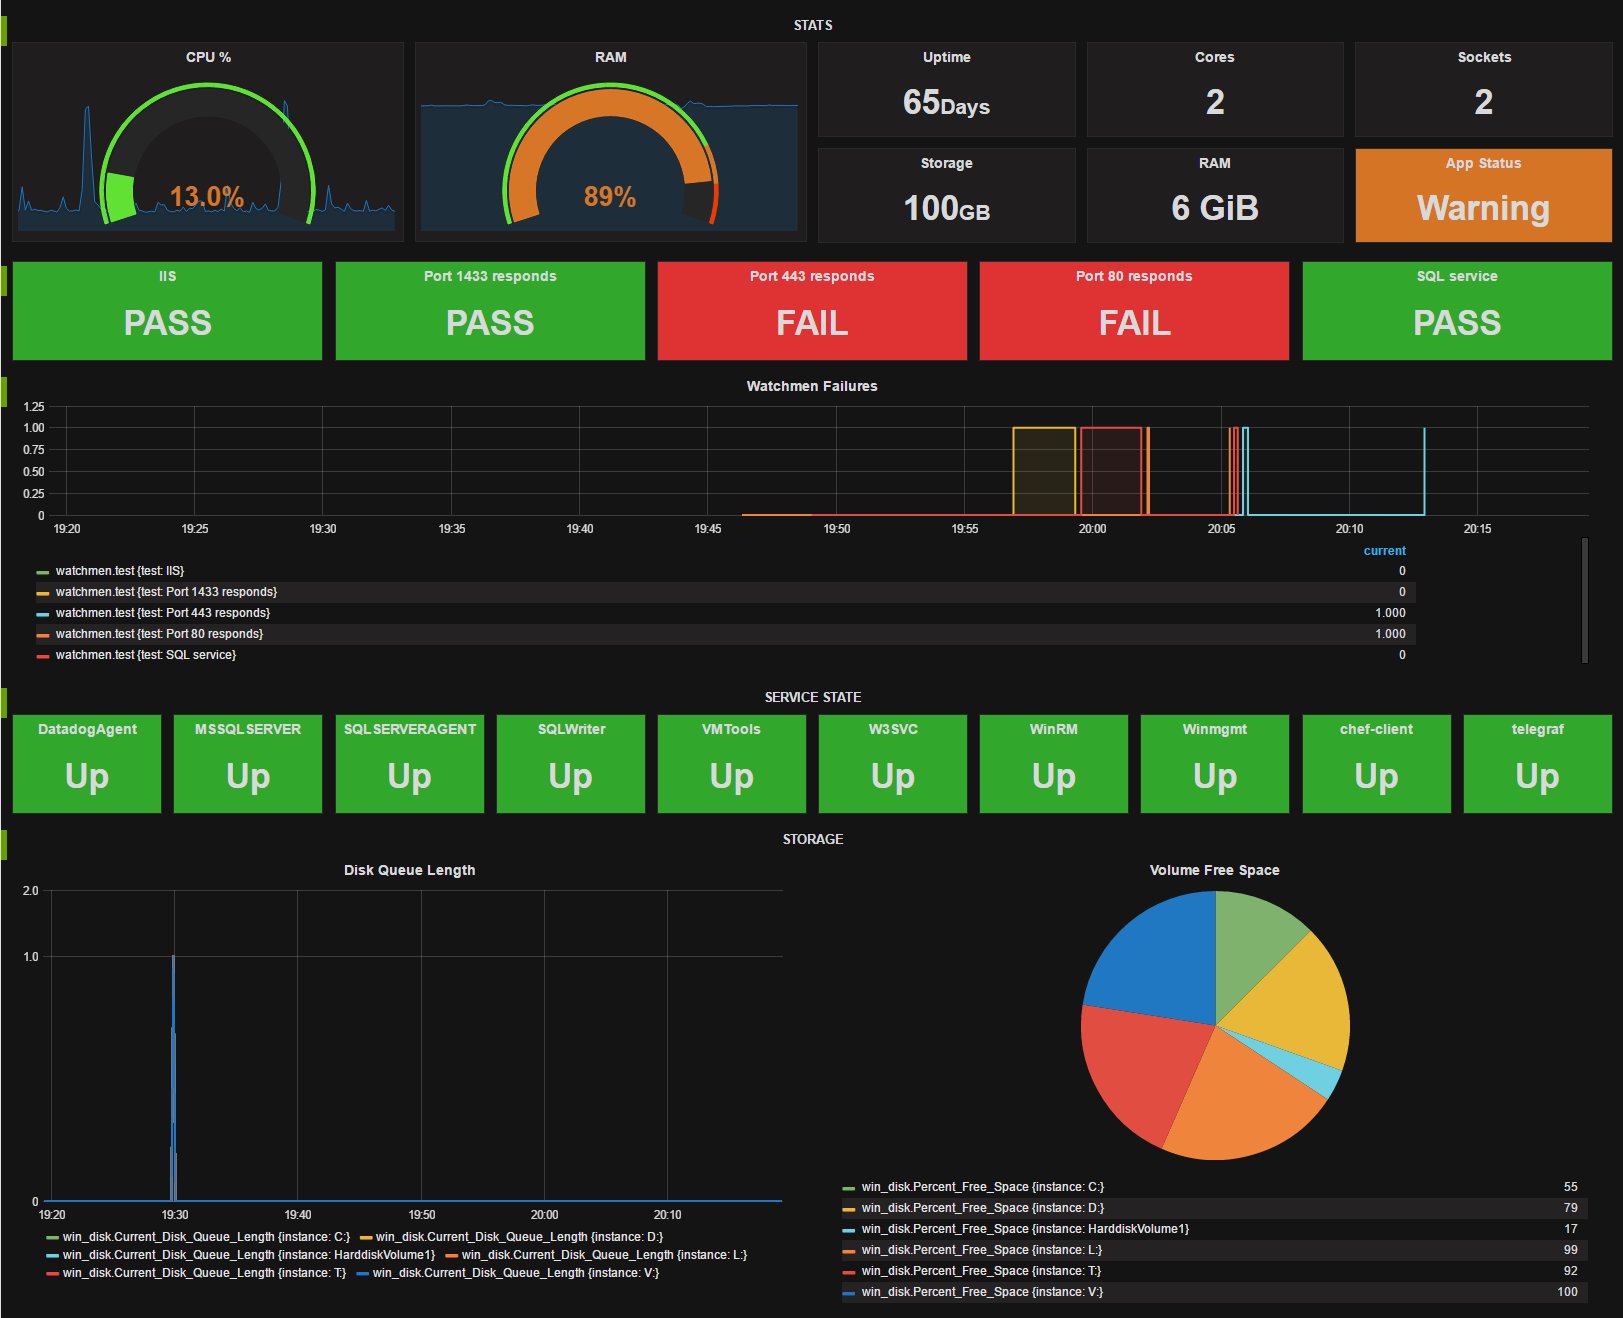 STATS
CPU %
13.0%
RAM
89%
Uptime
65Days
Cores
2
Sockets
2
Storage
100GB
RAM
6 GiB
App Status
Warning
IIS
PASS
Port 1433 responds
PASS
Port 443 responds
FAIL
Port 80 responds
FAIL
SQL service
PASS
Watchmen Failures
1.25
1.00
0.75
0.50
0.25
0
19:20 19:25 19:30 19:35 19:40 19:45 19:50 19:55 20:00 20:05 20:10 20:15
current
watchmen.test {test: IIS} 0
watchmen.test {test: Port 1433 responds} 0
watchmen.test {test: Port 443 responds} 1.000
watchmen.test {test: Port 80 responds} 1.000
watchmen.test {test: SQL service} 0
SERVICE STATE
DatadogAgent
Up
MSSQLSERVER
Up
SQLSERVERAGENT
Up
SQLWriter
Up
VMTools
Up
W3SVC
Up
WinRM
Up
Winmgmt
Up
chef-client
Up
telegraf
Up
STORAGE
Disk Queue Length
2.0
1.0
0
19:20 19:30 19:40 19:50 20:00 20:10
win_disk.Current_Disk_Queue_Length {instance: C:} win_disk.Current_Disk_Queue_Length {instance: D:}
win_disk.Current_Disk_Queue_Length {instance: HarddiskVolume1} win_disk.Current_Disk_Queue_Length {instance: L:}
win_disk.Current_Disk_Queue_Length {instance: T:} win_disk.Current_Disk_Queue_Length {instance: V:}
Volume Free Space
win_disk.Percent_Free_Space {instance: C:} 55
win_disk.Percent_Free_Space {instance: D:} 79
win_disk.Percent_Free_Space {instance: HarddiskVolume1} 17
win_disk.Percent_Free_Space {instance: L:} 99
win_disk.Percent_Free_Space {instance: T:} 92
win_disk.Percent_Free_Space {instance: V:} 100